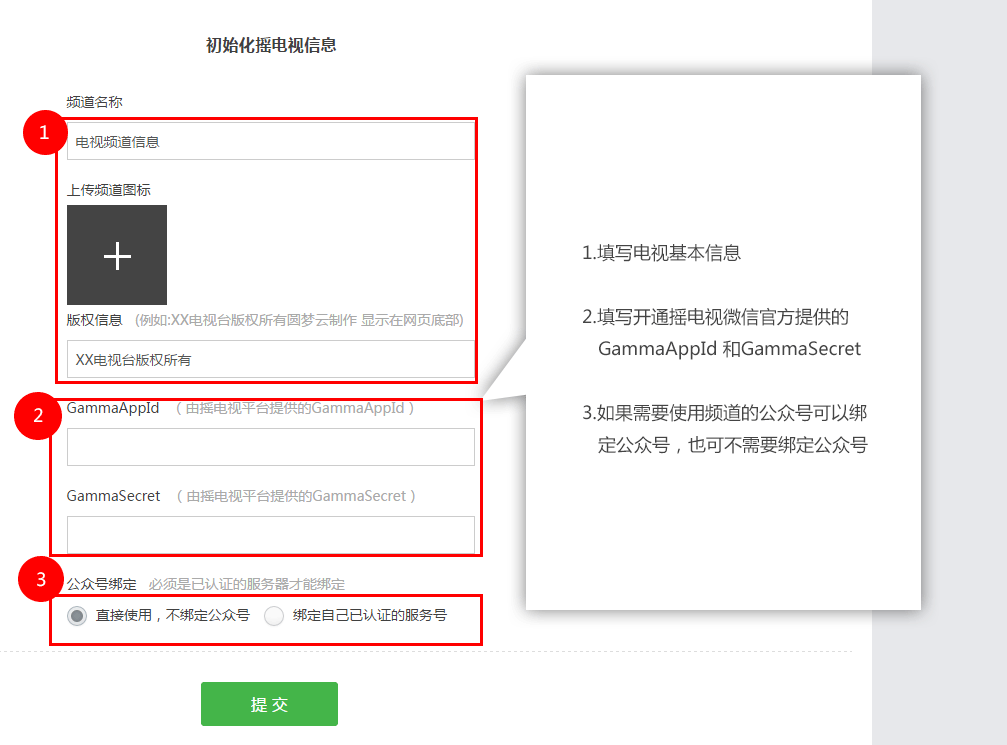 初始化摇电视信息
频道名称
1
电视频道信息
上传频道图标
版权信息 (例如:XX电视台版权所有圆梦云制作 显示在网页底部)
XX电视台版权所有
2
GammaAppId （由摇电视平台提供的GammaAppId）
GammaSecret （由摇电视平台提供的GammaSecret）
3
公众号绑定 必须是已认证的服务器才能绑定
直接使用，不绑定公众号 绑定自己已认证的服务号
提 交
1.填写电视基本信息
2.填写开通摇电视微信官方提供的
GammaAppId 和GammaSecret
3.如果需要使用频道的公众号可以绑
定公众号，也可不需要绑定公众号